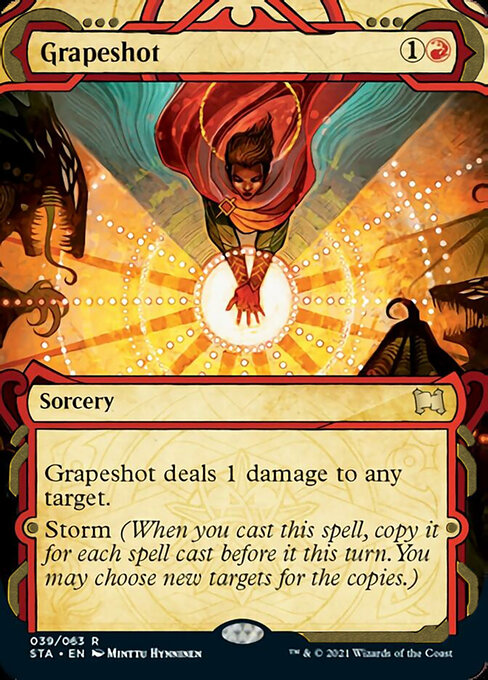 Grapeshot 1
Sorcery
Grapeshot deals 1 damage to any
target.
Storm (When you cast this spell, copy it
for each spell cast before it this turn. You
may choose new targets for the copies.)
039/063 R
STA • EN Minttu Hynninen
™ & © 2021 Wizards of the Coast